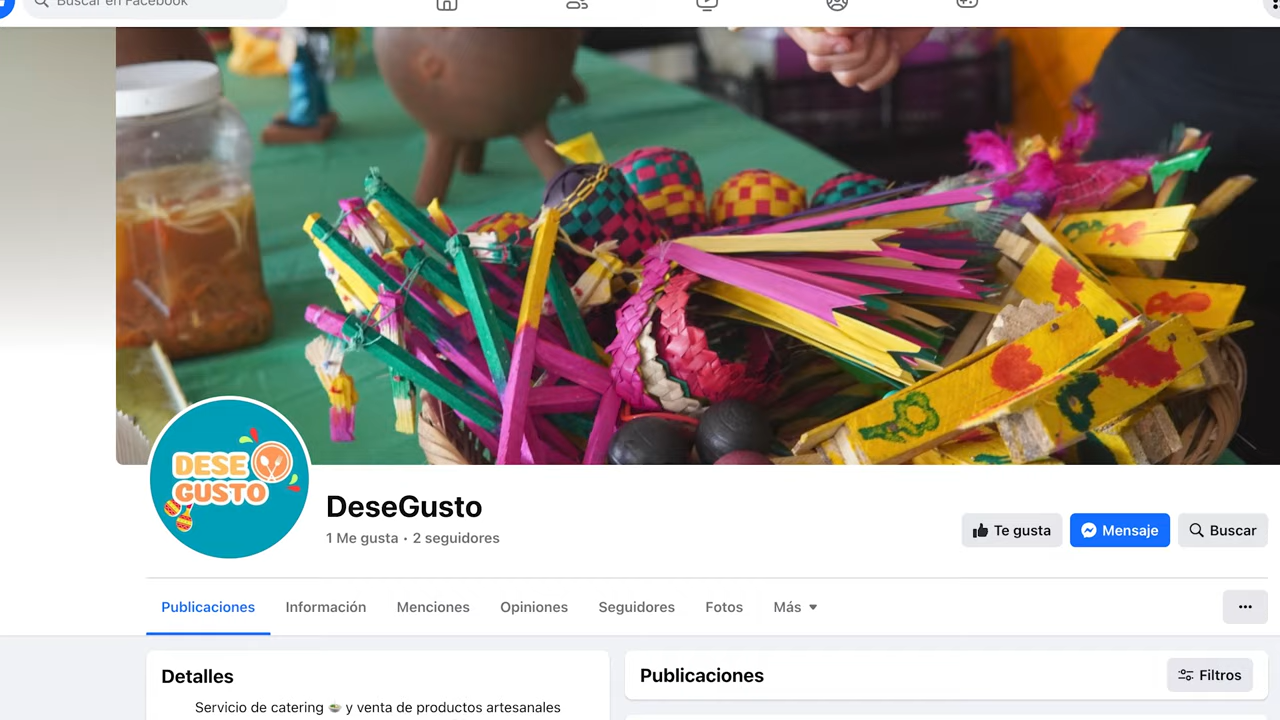 Buscar en Facebook
DESE
GUSTO
DeseGusto
1 Me gusta · 2 seguidores
Te gusta
Mensaje
Buscar
Publicaciones
Información
Menciones
Opiniones
Seguidores
Fotos
Más
Detalles
Servicio de catering 🍵 y venta de productos artesanales
Publicaciones
Filtros